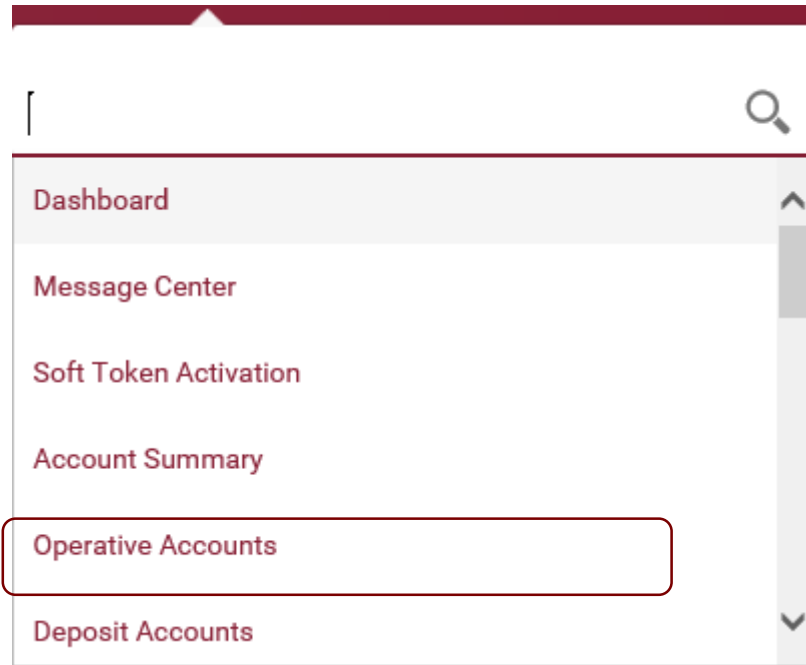 Dashboard
Message Center
Soft Token Activation
Account Summary
Operative Accounts
Deposit Accounts